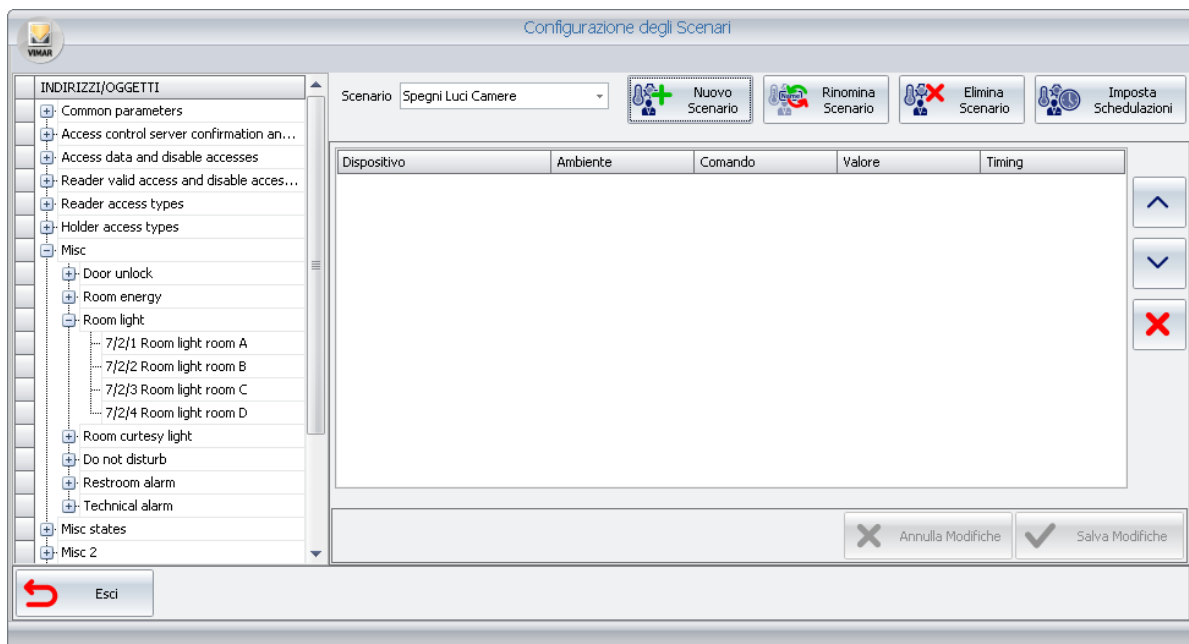 Configurazione degli Scenari
VIMAR
INDIRIZZI/OGGETTI
Common parameters
Access control server confirmation an...
Access data and disable accesses
Reader valid access and disable acces...
Reader access types
Holder access types
Misc
Door unlock
Room energy
Room light
7/2/1 Room light room A
7/2/2 Room light room B
7/2/3 Room light room C
7/2/4 Room light room D
Room curtesy light
Do not disturb
Restroom alarm
Technical alarm
Misc states
Misc 2
Scenario Spegni Luci Camere
Nuovo
Scenario
Rinomina
Scenario
Elimina
Scenario
Imposta
Schedulazioni
Dispositivo Ambiente Comando Valore Timing
Annulla Modifiche Salva Modifiche
Esci